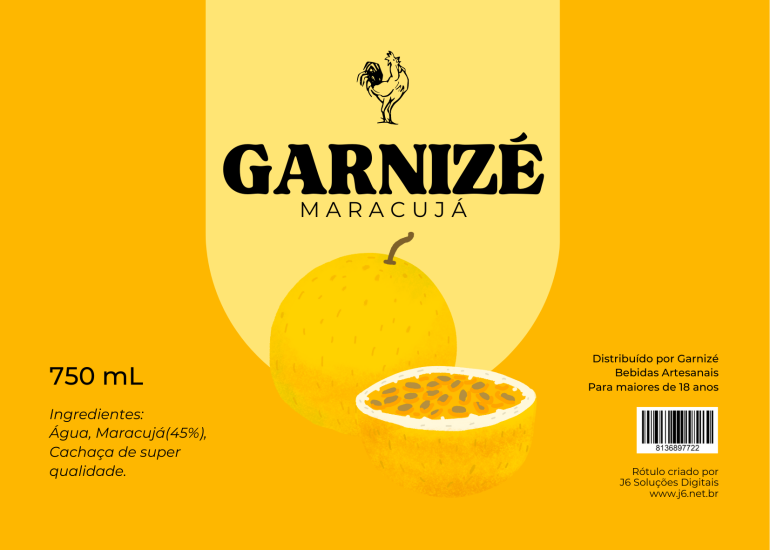 GARNIZÉ
MARACUJÁ
750 mL
Ingredientes:
Água, Maracujá(45%),
Cachaça de super
qualidade.
Distribuído por Garnizé
Bebidas Artesanais
Para maiores de 18 anos
8136897722
Rótulo criado por
J6 Soluções Digitais
www.j6.net.br